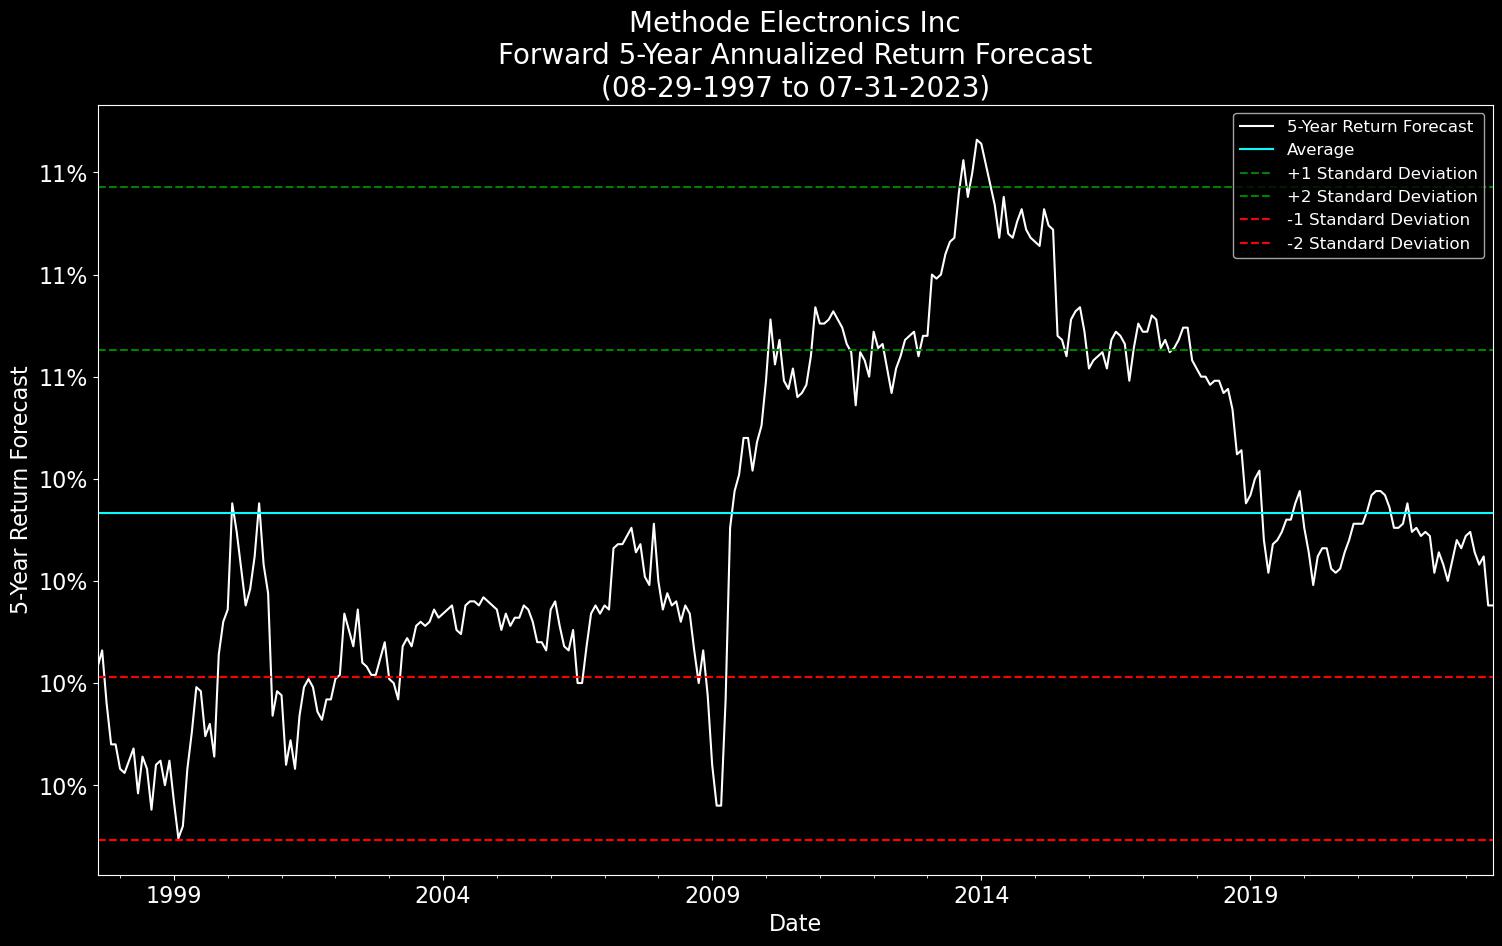 Methode Electronics Inc
Forward 5-Year Annualized Return Forecast
(08-29-1997 to 07-31-2023)
5-Year Return Forecast
Average
+1 Standard Deviation
+2 Standard Deviation
-1 Standard Deviation
-2 Standard Deviation
11%
11%
11%
10%
10%
10%
10%
5-Year Return Forecast
1999
2004
2009
2014
2019
Date